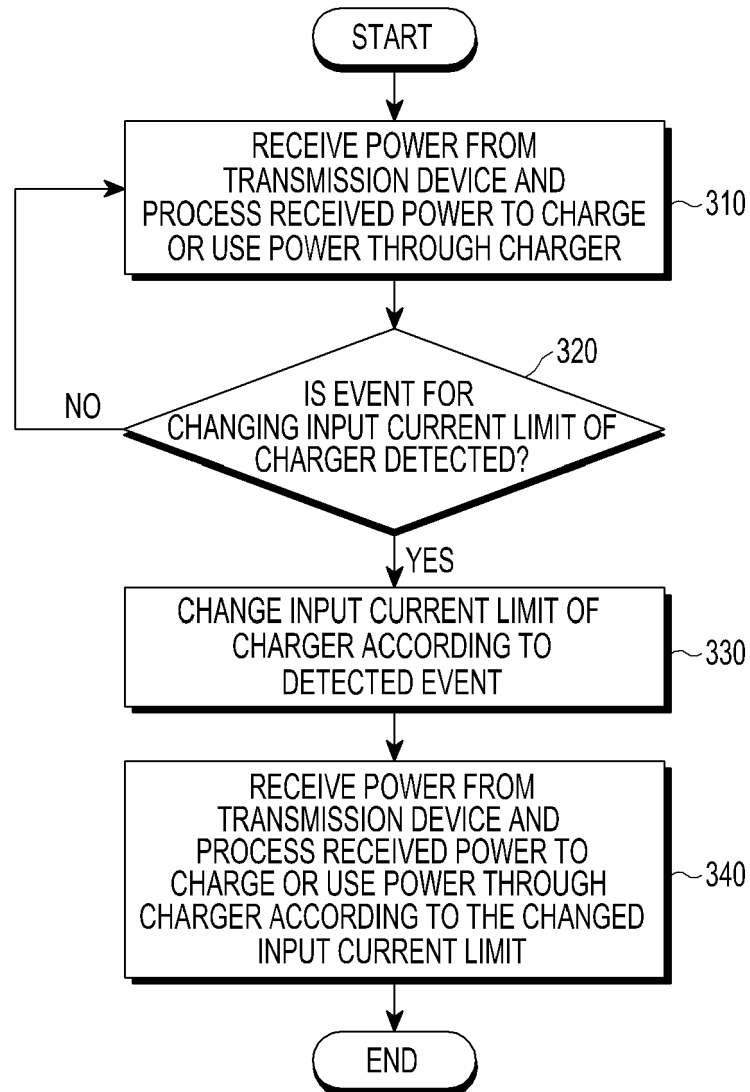 START
RECEIVE POWER FROM
TRANSMISSION DEVICE AND
PROCESS RECEIVED POWER TO CHARGE
OR USE POWER THROUGH CHARGER
310
320
IS EVENT FOR
CHANGING INPUT CURRENT LIMIT OF
CHARGER DETECTED?
NO
YES
CHANGE INPUT CURRENT LIMIT OF
CHARGER ACCORDING TO
DETECTED EVENT
330
RECEIVE POWER FROM
TRANSMISSION DEVICE AND
PROCESS RECEIVED POWER TO
CHARGE OR USE POWER THROUGH
CHARGER ACCORDING TO THE CHANGED
INPUT CURRENT LIMIT
340
END